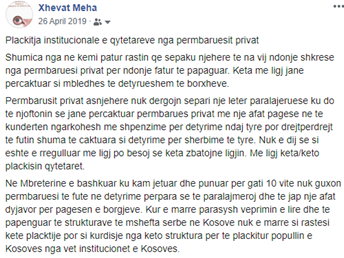 Xhevat Meha
26 April 2019
Plackitja institucionale e qytetareve nga permbaruesit privat
Shumica nga ne kemi patur rastin qe sepaku njehere te na vij ndonje shkrese
nga permbaruesi privat per ndonje fatur te papaguar. Keta me ligj jane
percaktuar si mbledhes te detyrueshem te borxheve.
Permbarusit privat asnjehere nuk dergojn separi nje leter paralajeruese ku do
te njoftonin se jane percaktuar permbarues privat me nje afat pagese ne te
kunderten ngarkohesh me shpenzime per detyrime ndaj tyre por drejtperdrejt
te futin shuma te caktuara si detyrime per sherbime te tyre. Nuk e dij se si
eshte e rregulluar me ligj po besoj se keta zbatojne ligjin. Me ligj keta/keto
plackisin qytetaret.
Ne Mbreterine e bashkuar ku kam jetuar dhe punuar per gati 10 vite nuk guxon
permbaruesi te fute ne detyrime perpara se te paralajmeroj dhe te jap nje afat
dyjavor per pagesen e borgjeve. Kur e marre parasysh veprimin e lire dhe te
papenguar te strukturave te mshefta serbe ne Kosove nuk e marre si rastesi
kete plackitje por si kurdisje nga keto struktura per te plackitur popullin e
Kosoves nga vet institucionet e Kosoves.